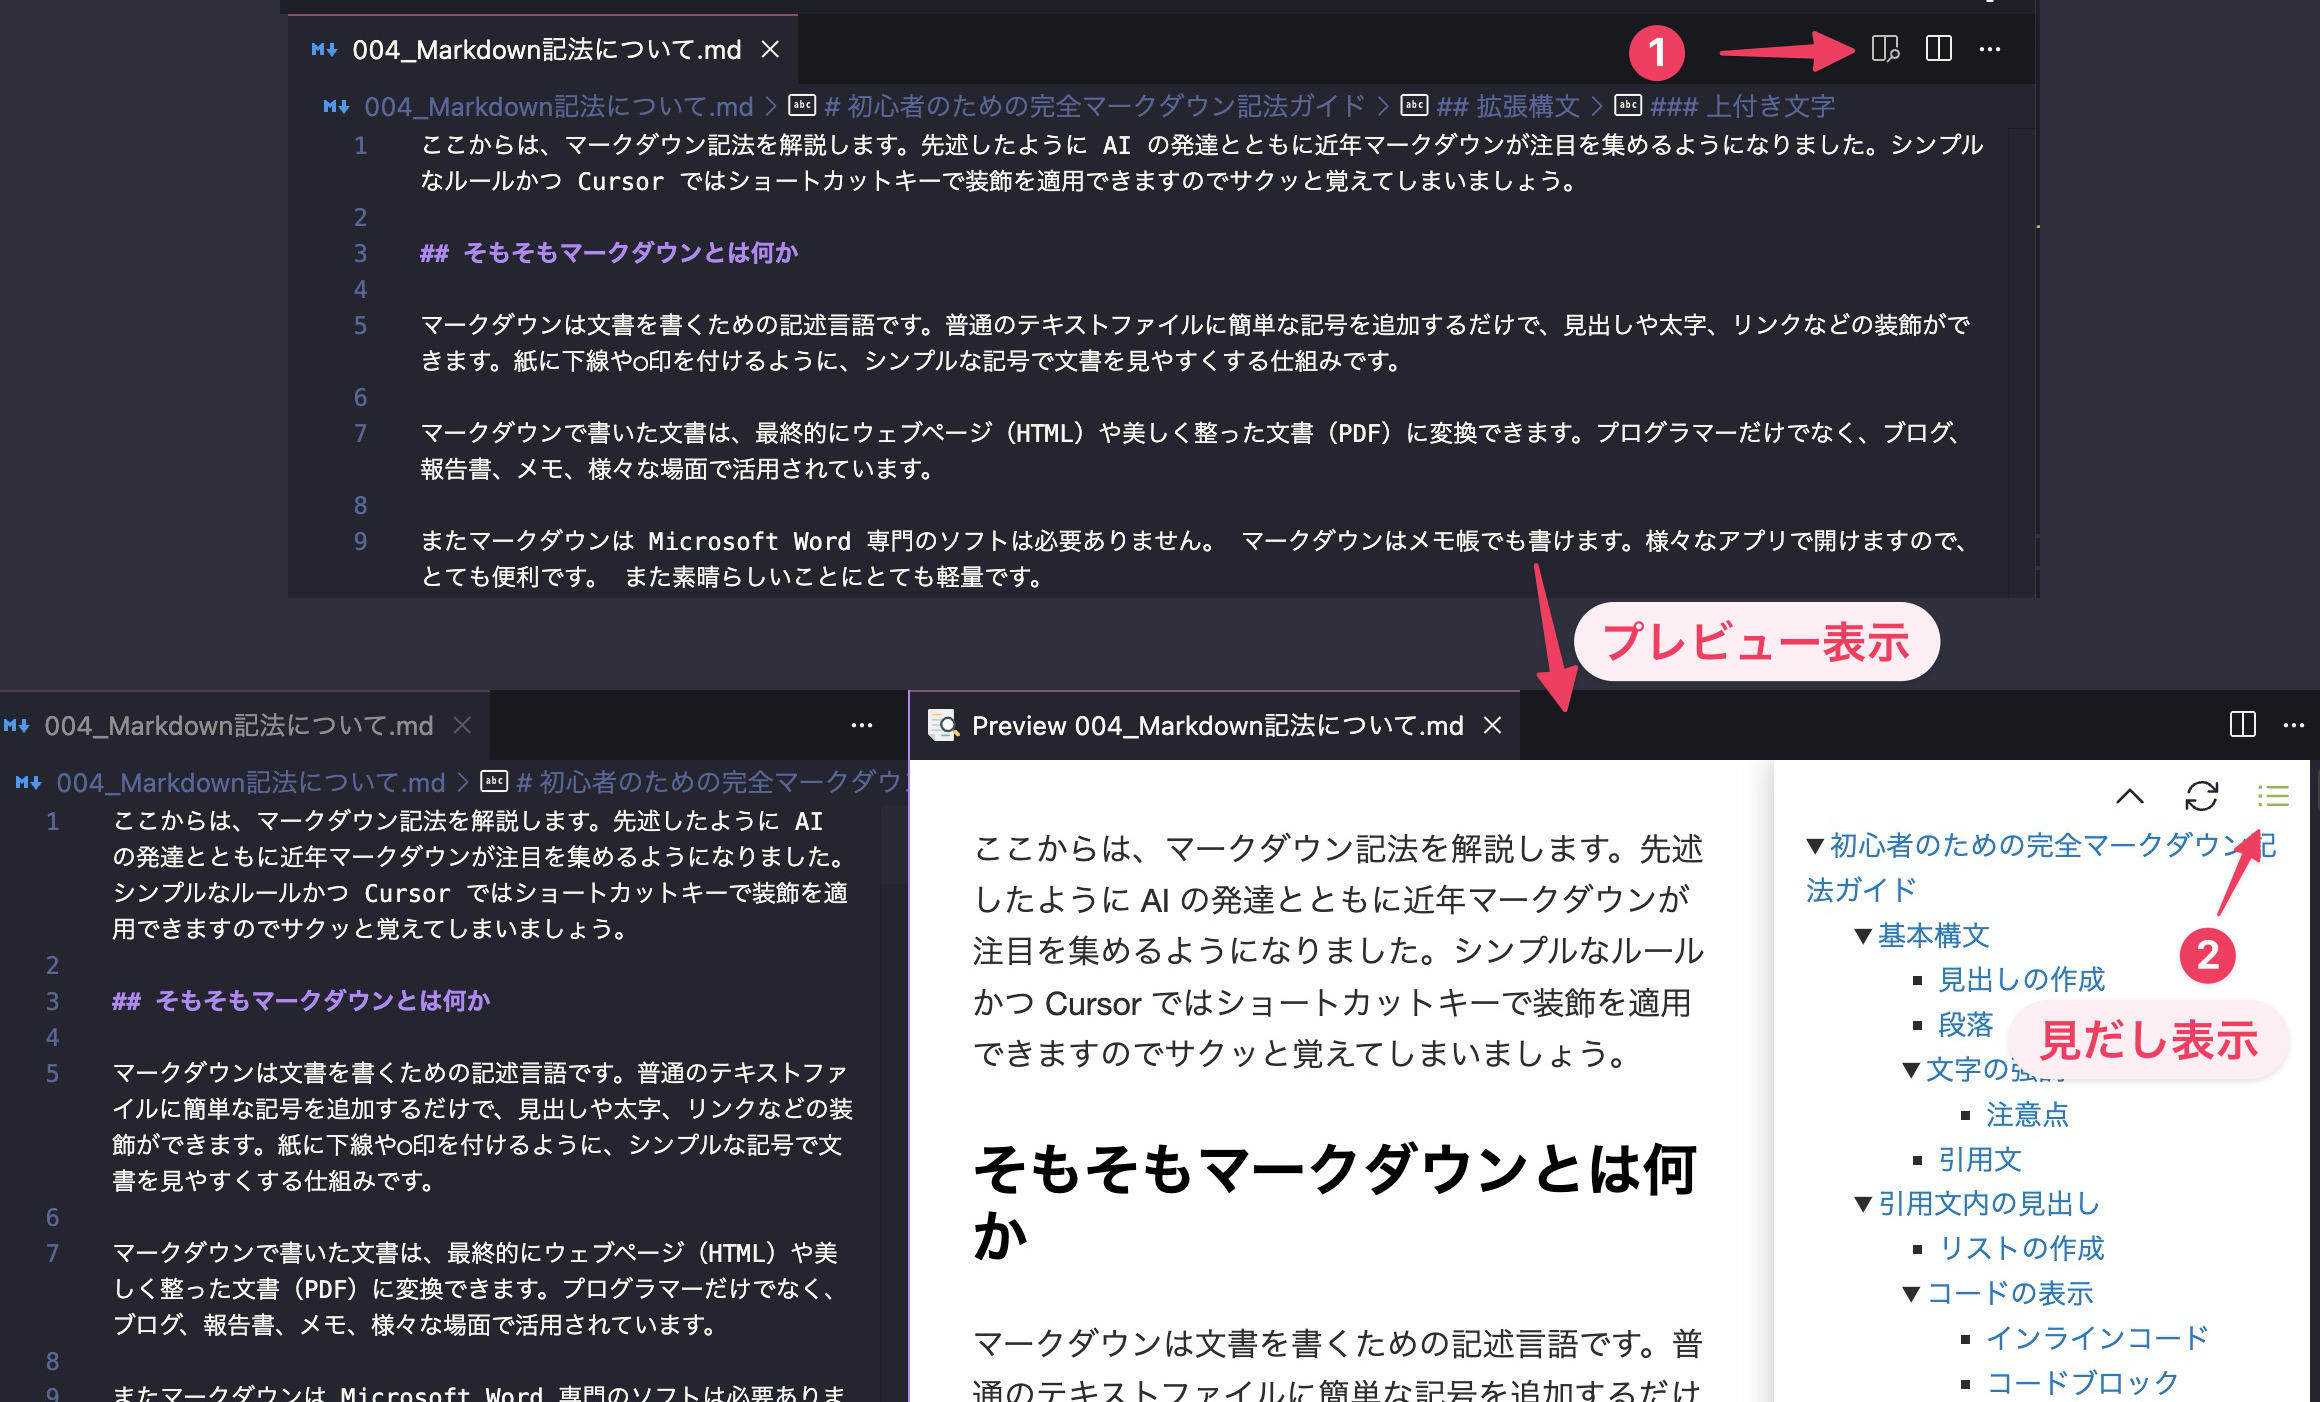 004_Markdown記法について.md
1
004_Markdown記法について.md > # 初心者のための完全マークダウン記法ガイド > ## 拡張構文 > ### 上付き文字
1 ここからは、マークダウン記法を解説します。先述したように AI の発達とともに近年マークダウンが注目を集めるようになりました。シンプル
なルールかつ Cursor ではショートカットキーで装飾を適用できますのでサクッと覚えてしまいましょう。
2
3 ## そもそもマークダウンとは何か
4
5 マークダウンは文書を書くための記述言語です。普通のテキストファイルに簡単な記号を追加するだけで、見出しや太字、リンクなどの装飾がで
きます。紙に下線や○印を付けるように、シンプルな記号で文書を見やすくする仕組みです。
6
7 マークダウンで書いた文書は、最終的にウェブページ（HTML）や美しく整った文書（PDF）に変換できます。プログラマーだけでなく、ブログ、
報告書、メモ、様々な場面で活用されています。
8
9 またマークダウンは Microsoft Word 専門のソフトは必要ありません。 マークダウンはメモ帳でも書けます。様々なアプリで開けますので、
とても便利です。 また素晴らしいことにとても軽量です。
プレビュー表示
004_Markdown記法について.md
004_Markdown記法について.md > # 初心者のための完全マークダウ
1 ここからは、マークダウン記法を解説します。先述したように AI
の発達とともに近年マークダウンが注目を集めるようになりました。
シンプルなルールかつ Cursor ではショートカットキーで装飾を適
用できますのでサクッと覚えてしまいましょう。
2
3 ## そもそもマークダウンとは何か
4
5 マークダウンは文書を書くための記述言語です。普通のテキストファ
イルに簡単な記号を追加するだけで、見出しや太字、リンクなどの装
飾ができます。紙に下線や○印を付けるように、シンプルな記号で文
書を見やすくする仕組みです。
6
7 マークダウンで書いた文書は、最終的にウェブページ（HTML）や美
しく整った文書（PDF）に変換できます。プログラマーだけでなく、
ブログ、報告書、メモ、様々な場面で活用されています。
8
9 またマークダウンは Microsoft Word 専門のソフトは必要ありま
Preview 004_Markdown記法について.md
ここからは、マークダウン記法を解説します。先述
したように AI の発達とともに近年マークダウンが
注目を集めるようになりました。シンプルなルール
かつ Cursor ではショートカットキーで装飾を適用
できますのでサクッと覚えてしまいましょう。
そもそもマークダウンとは何
か
マークダウンは文書を書くための記述言語です。普
通のテキストファイルに簡単な記号を追加するだけ
初心者のための完全マークダウン記
法ガイド
基本構文
見出しの作成
段落
文字の強調
注意点
引用文
引用文内の見出し
リストの作成
コードの表示
インラインコード
コードブロック
2
見だし表示